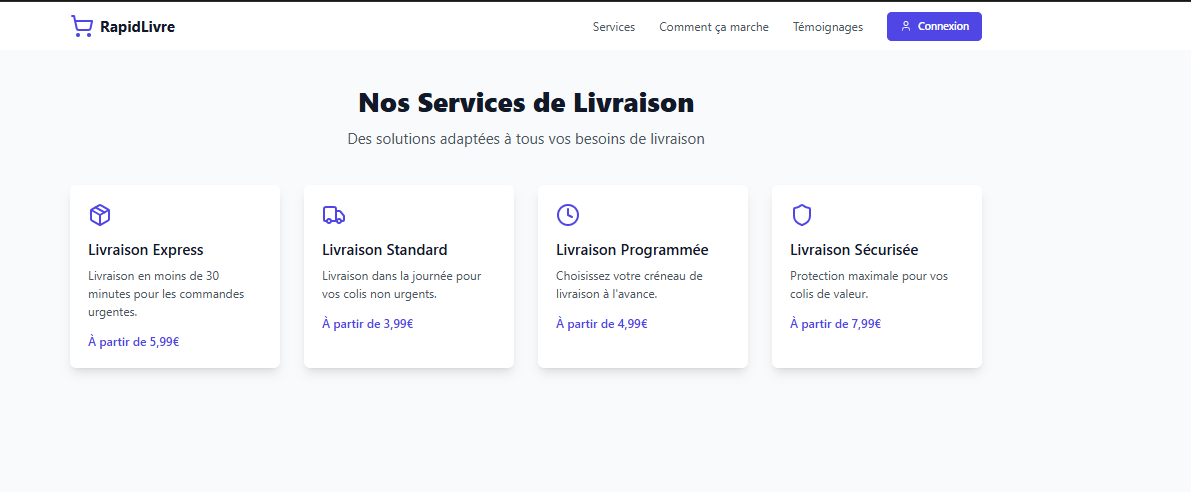 RapidLivre
Services
Comment ça marche
Témoignages
Connexion
Nos Services de Livraison
Des solutions adaptées à tous vos besoins de livraison
Livraison Express
Livraison en moins de 30
minutes pour les commandes
urgentes.
À partir de 5,99€
Livraison Standard
Livraison dans la journée pour
vos colis non urgents.
À partir de 3,99€
Livraison Programmée
Choisissez votre créneau de
livraison à l'avance.
À partir de 4,99€
Livraison Sécurisée
Protection maximale pour vos
colis de valeur.
À partir de 7,99€